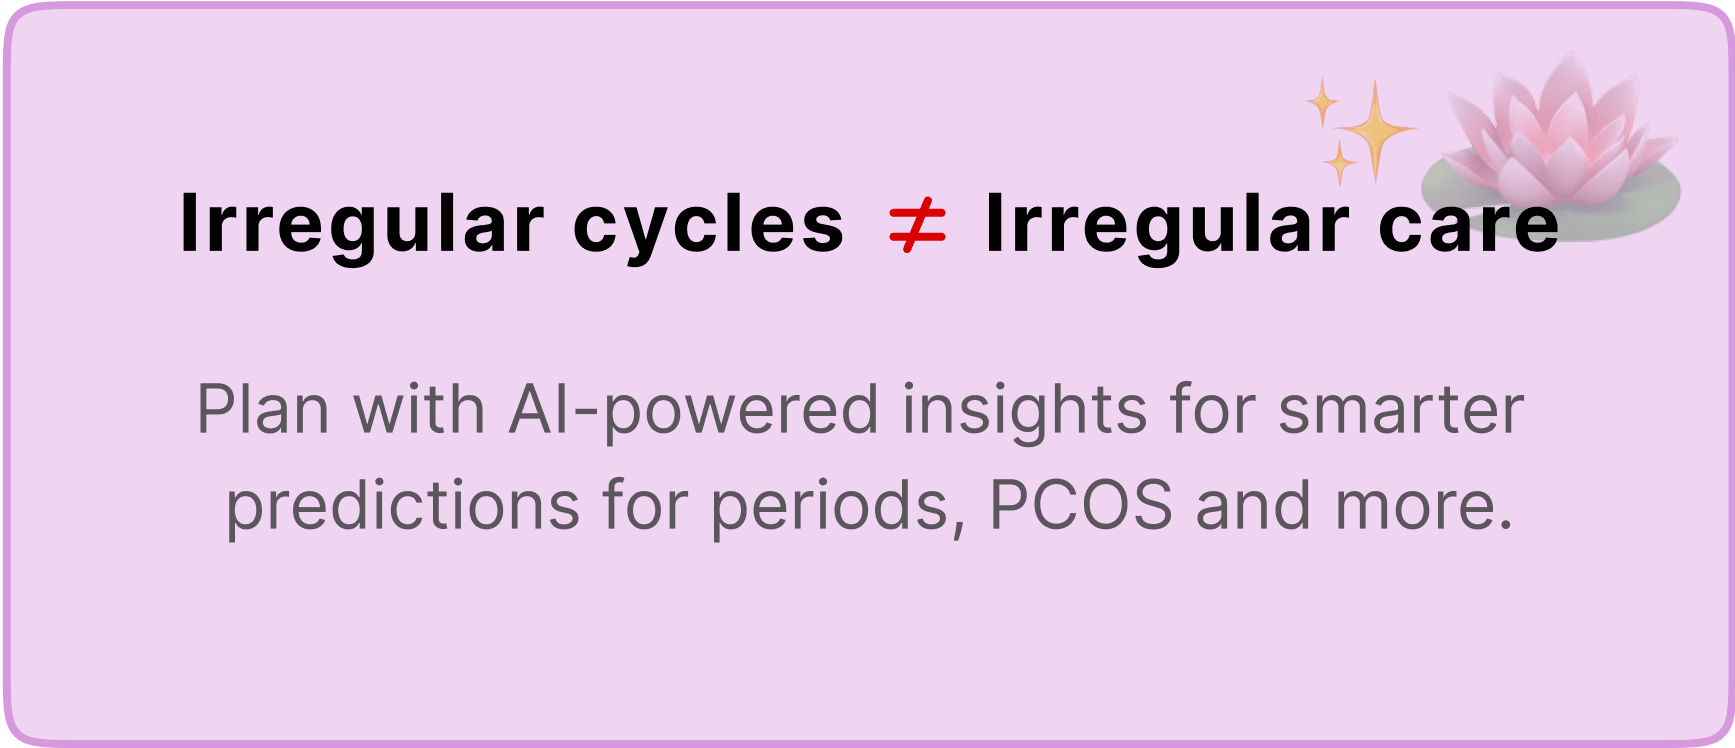 Irregular cycles ≠ Irregular care
Plan with AI-powered insights for smarter
predictions for periods, PCOS and more.